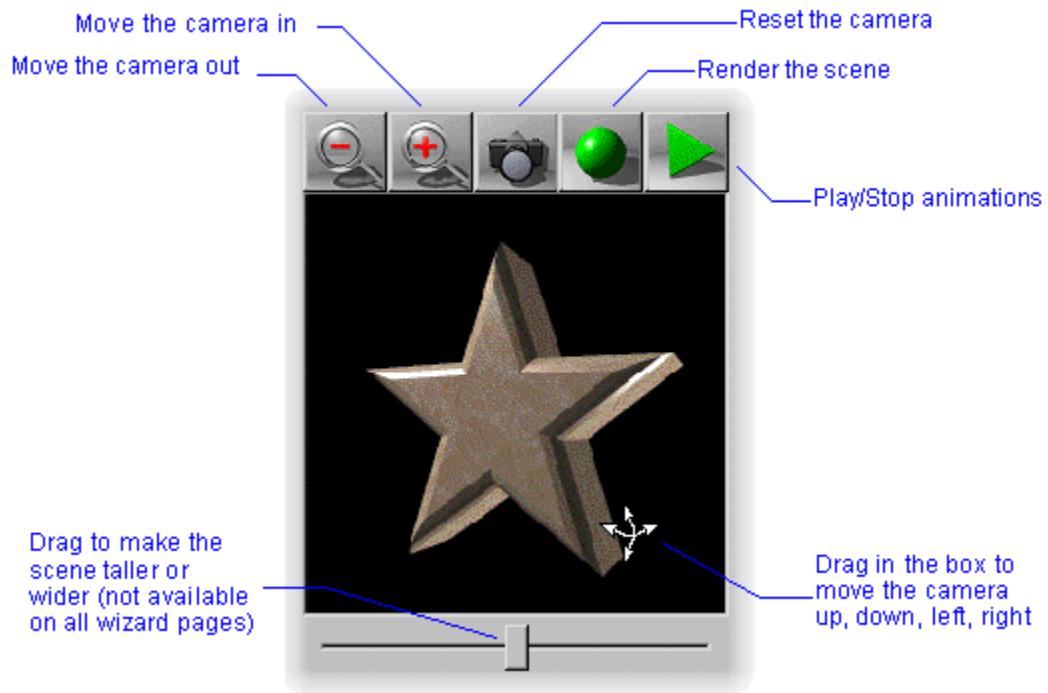 Move the camera in
Reset the camera
Move the camera out
Render the scene
Play/Stop animations
Drag to make the
scene taller or
wider (not available
on all wizard pages)
Drag in the box to
move the camera
up, down, left, right